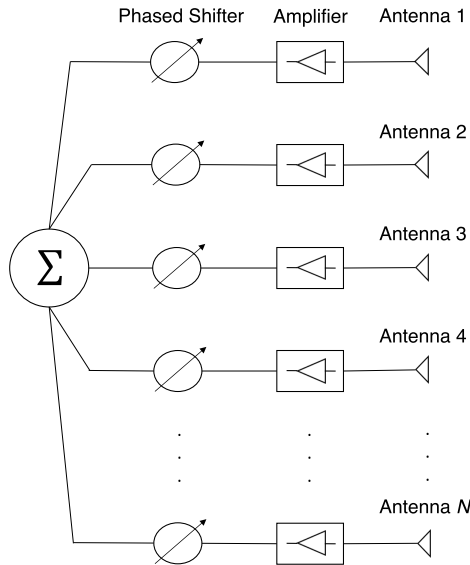 Phased Shifter Amplifier Antenna 1
Antenna 2
Antenna 3
Σ
Antenna 4
Antenna N